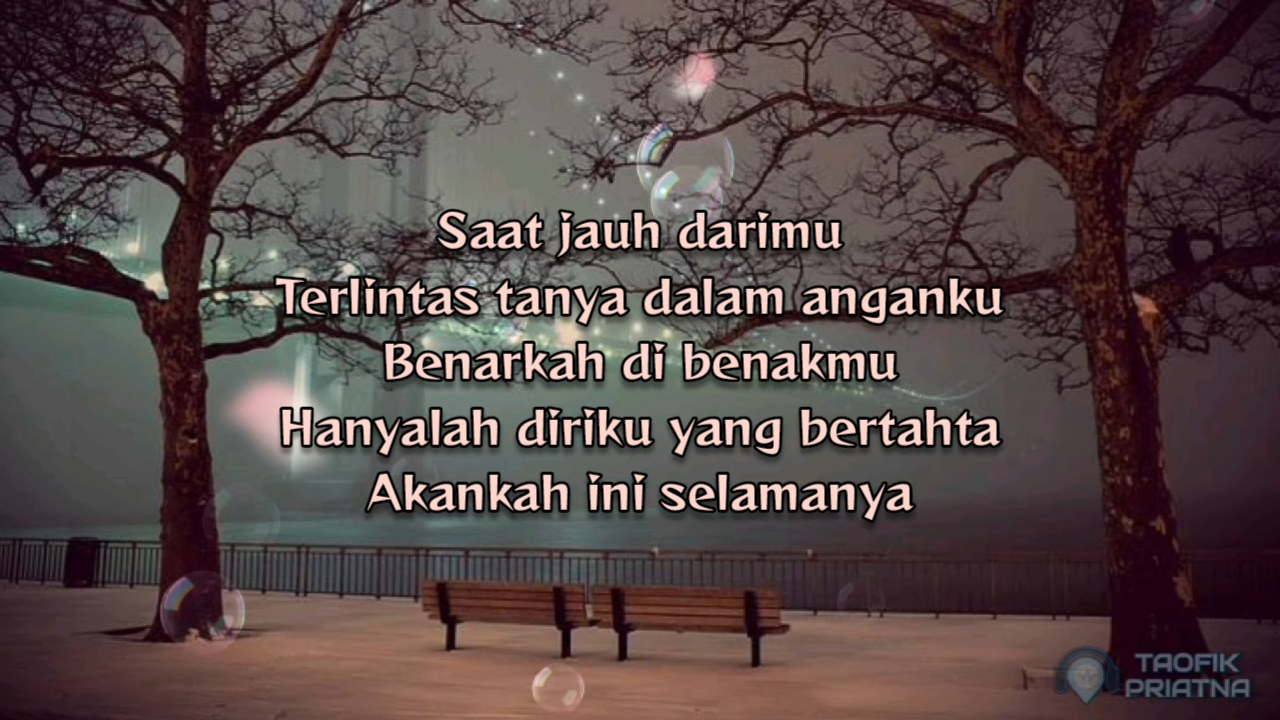 Saat jauh darimu
Terlintas tanya dalam anganku
Benarkah di benakmu
Hanyalah diriku yang bertahta
Akankah ini selamanya
TAOFIK
PRIATNA